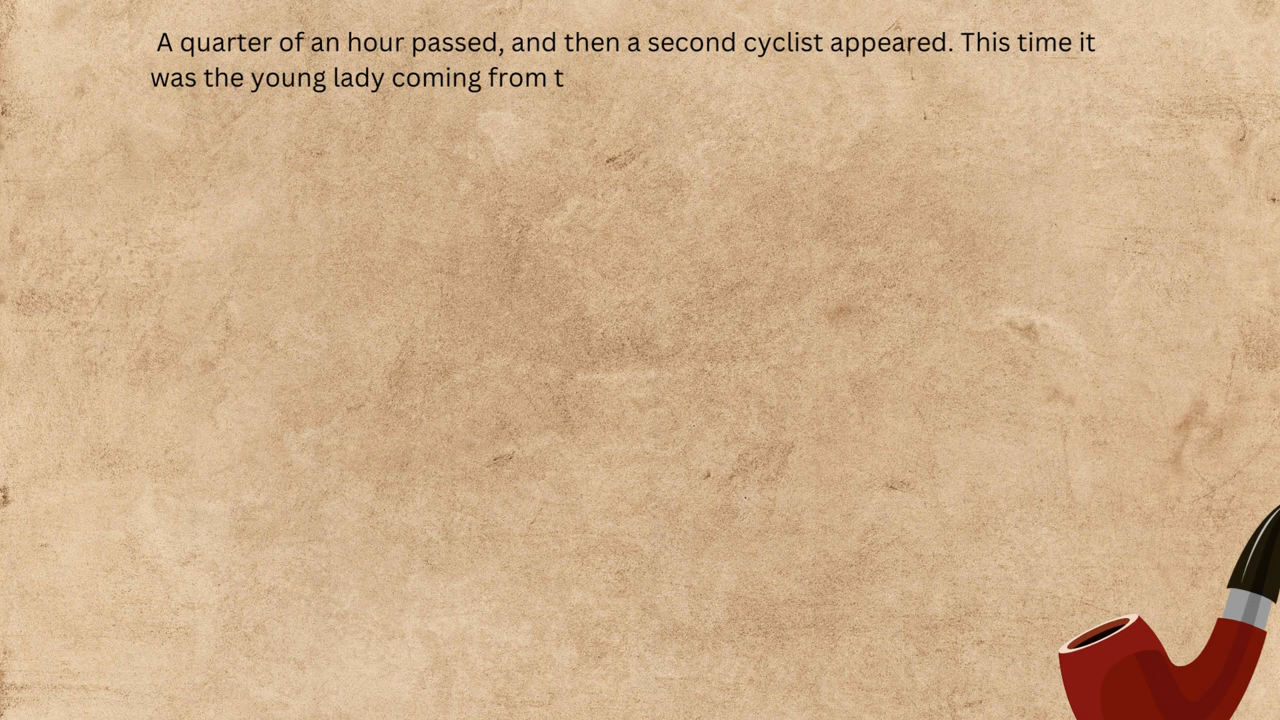 A quarter of an hour passed, and then a second cyclist appeared. This time it
was the young lady coming from t